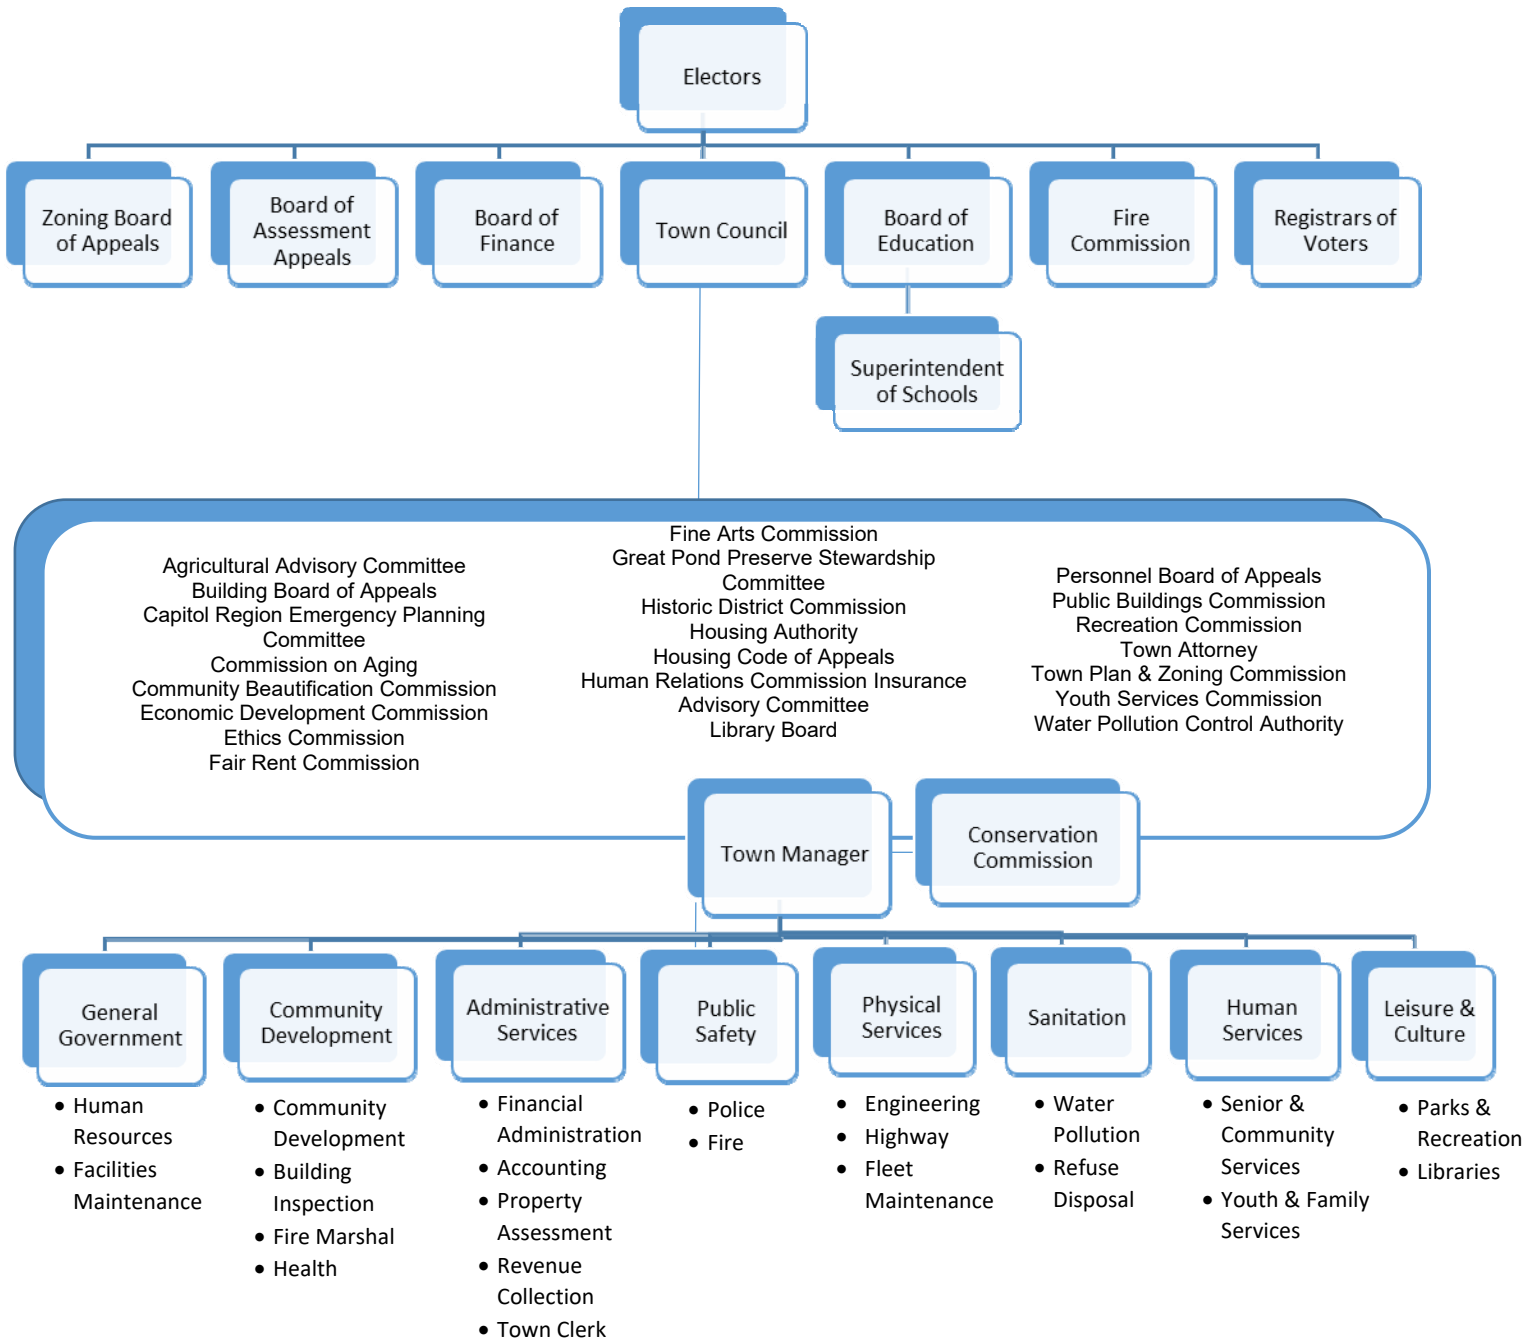 Electors
Zoning Board
of Appeals
Board of
Assessment
Appeals
Board of
Finance
Town Council
Board of
Education
Fire
Commission
Registrars of
Voters
Superintendent
of Schools
Agricultural Advisory Committee
Building Board of Appeals
Capitol Region Emergency Planning
Committee
Commission on Aging
Community Beautification Commission
Economic Development Commission
Ethics Commission
Fair Rent Commission
Fine Arts Commission
Great Pond Preserve Stewardship
Committee
Historic District Commission
Housing Authority
Housing Code of Appeals
Human Relations Commission Insurance
Advisory Committee
Library Board
Personnel Board of Appeals
Public Buildings Commission
Recreation Commission
Town Attorney
Town Plan & Zoning Commission
Youth Services Commission
Water Pollution Control Authority
Town Manager
Conservation
Commission
General
Government
• Human
Resources
• Facilities
Maintenance
Community
Development
• Community
Development
• Building
Inspection
• Fire Marshal
• Health
Administrative
Services
• Financial
Administration
• Accounting
• Property
Assessment
• Revenue
Collection
• Town Clerk
Public
Safety
• Police
• Fire
Physical
Services
• Engineering
• Highway
• Fleet
Maintenance
Sanitation
• Water
Pollution
• Refuse
Disposal
Human
Services
• Senior &
Community
Services
• Youth & Family
Services
Leisure &
Culture
• Parks &
Recreation
• Libraries